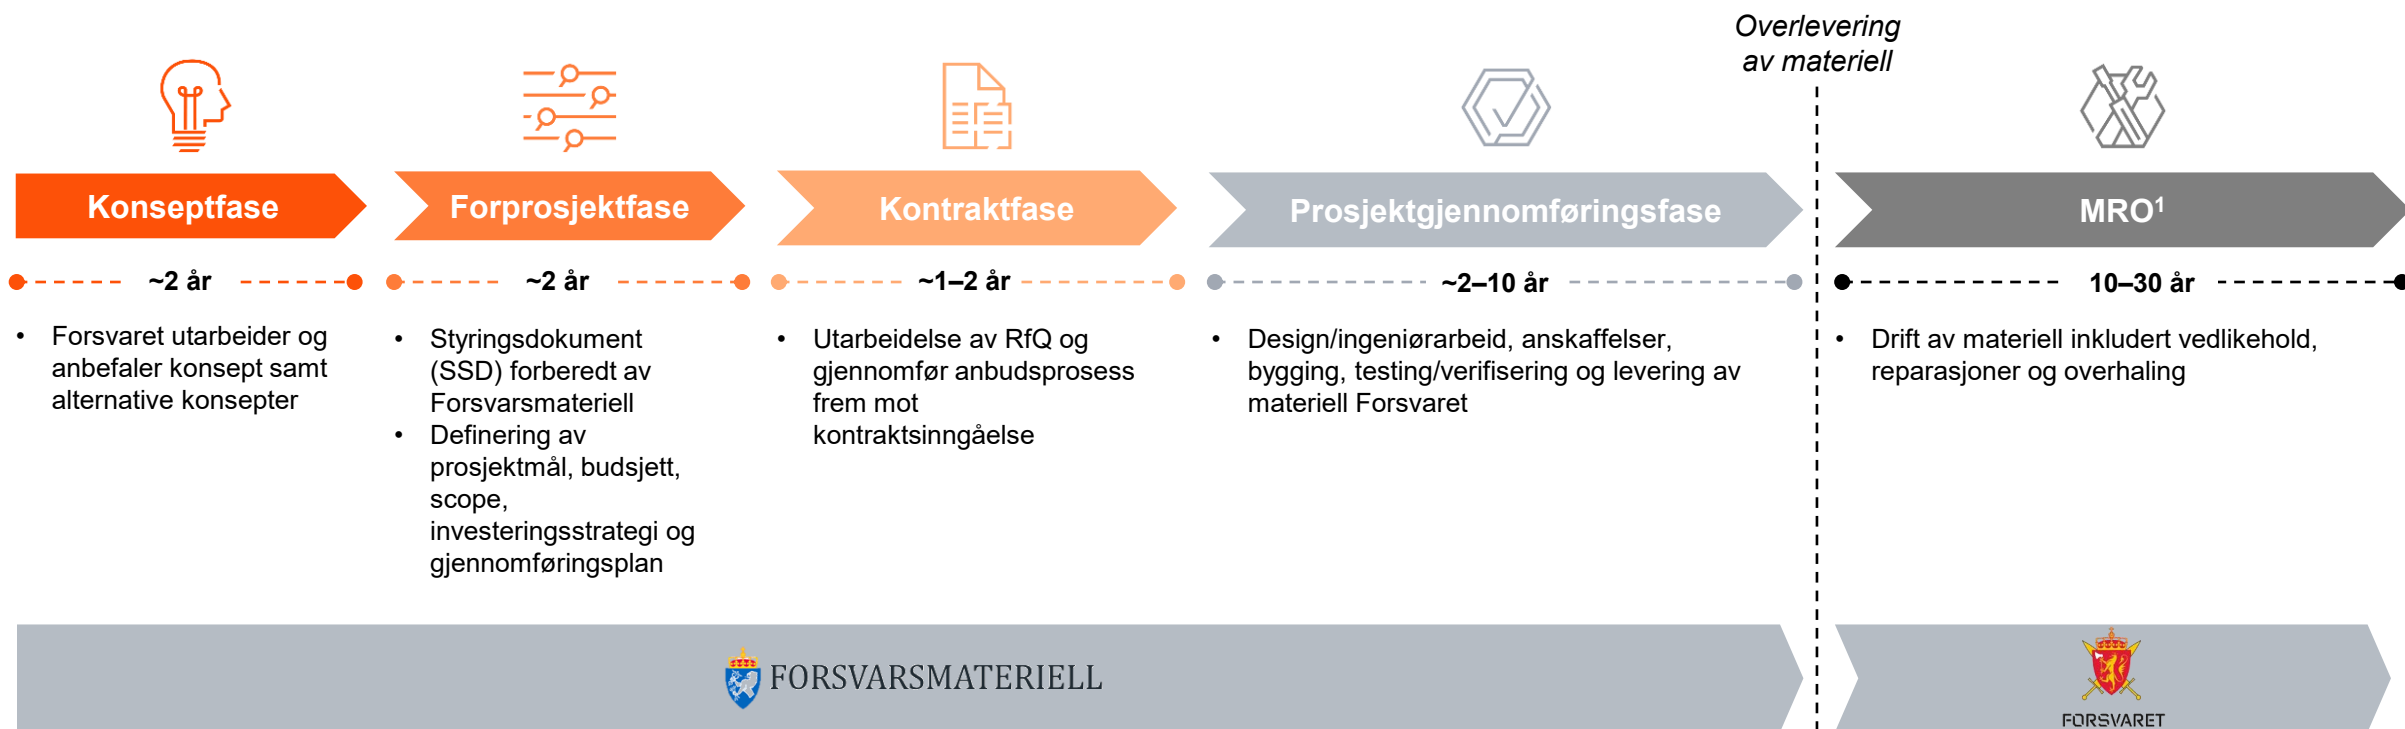 Overlevering
av materiell
Konseptfase
Forprosjektfase
Kontraktfase
Prosjektgjennomføringsfase
MRO¹
~2 år
~2 år
~1–2 år
~2–10 år
10–30 år
• Forsvaret utarbeider og
anbefaler konsept samt
alternative konsepter
• Styringsdokument
(SSD) forberedt av
Forsvarsmateriell
• Definering av
prosjektmål, budsjett,
scope,
investeringsstrategi og
gjennomføringsplan
• Utarbeidelse av RfQ og
gjennomfør anbudsprosess
frem mot
kontraktsinngåelse
• Design/ingeniørarbeid, anskaffelser,
bygging, testing/verifisering og levering av
materiell Forsvaret
• Drift av materiell inkludert vedlikehold,
reparasjoner og overhaling
FORSVARSMATERIELL
FORSVARET